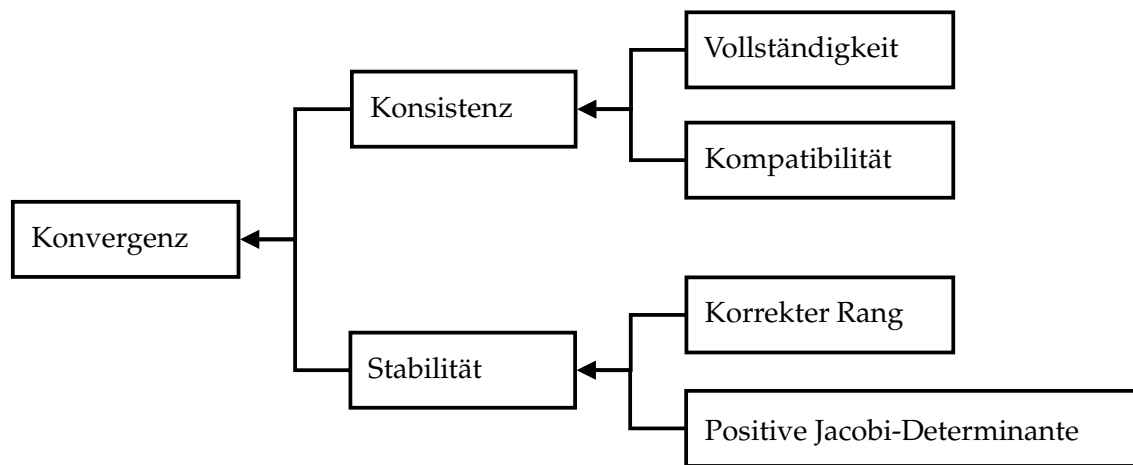 Vollständigkeit
Konsistenz
Kompatibilität
Konvergenz
Korrekter Rang
Stabilität
Positive Jacobi-Determinante